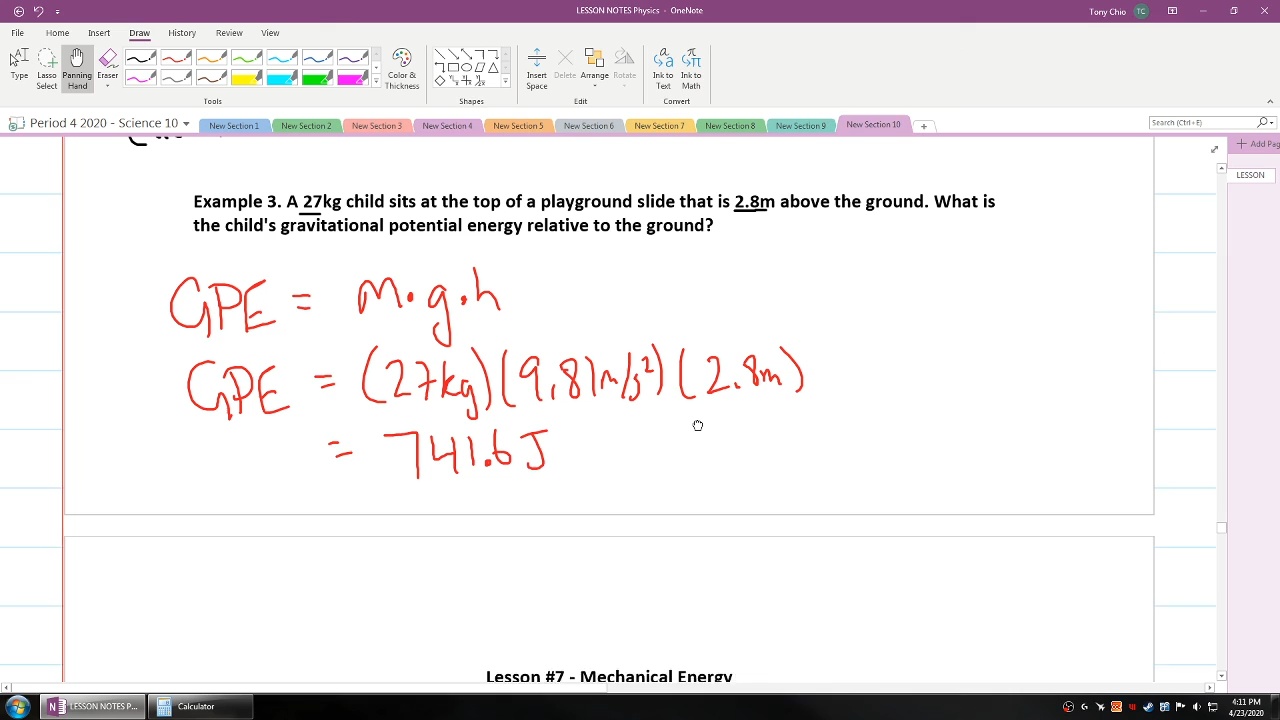 LESSON NOTES Physics - OneNote
Tony Chio TC
File Home Insert Draw History Review View
Type
Lasso Select
Panning Hand
Eraser
Color & Thickness
Insert Space
Delete
Arrange
Rotate
Ink to Text
Ink to Math
Tools
Shapes
Edit
Convert
Period 4 2020 - Science 10
New Section 1
New Section 2
New Section 3
New Section 4
New Section 5
New Section 6
New Section 7
New Section 8
New Section 9
New Section 10
Search (Ctrl+E)
Add Pag
LESSON
Example 3. A 27kg child sits at the top of a playground slide that is 2.8m above the ground. What is
the child's gravitational potential energy relative to the ground?
GPE = m·g·h
GPE = (27kg)(9.81m/s²)(2.8m)
= 741.6J
Lesson #7 - Mechanical Energy
LESSON NOTES P...
Calculator
4:11 PM
4/23/2020